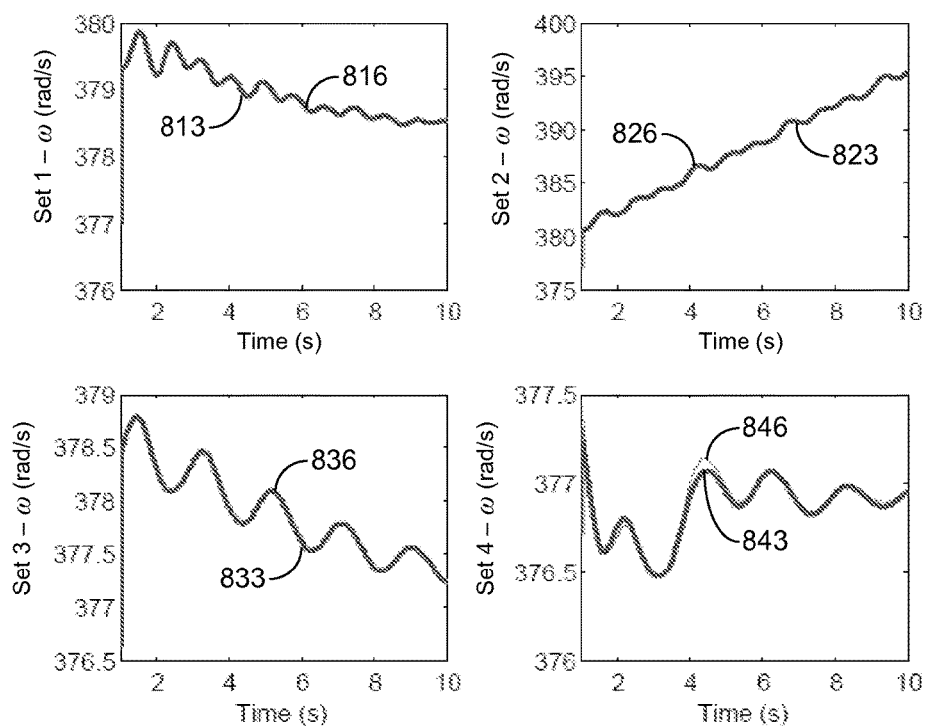 380
379
378
377
376
Set 1 – ω (rad/s)
816
813
2 4 6 8 10
Time (s)
400
395
390
385
380
375
Set 2 – ω (rad/s)
826
823
2 4 6 8 10
Time (s)
379
378.5
378
377.5
377
376.5
Set 3 – ω (rad/s)
836
833
2 4 6 8 10
Time (s)
377.5
377
376.5
376
Set 4 – ω (rad/s)
846
843
2 4 6 8 10
Time (s)